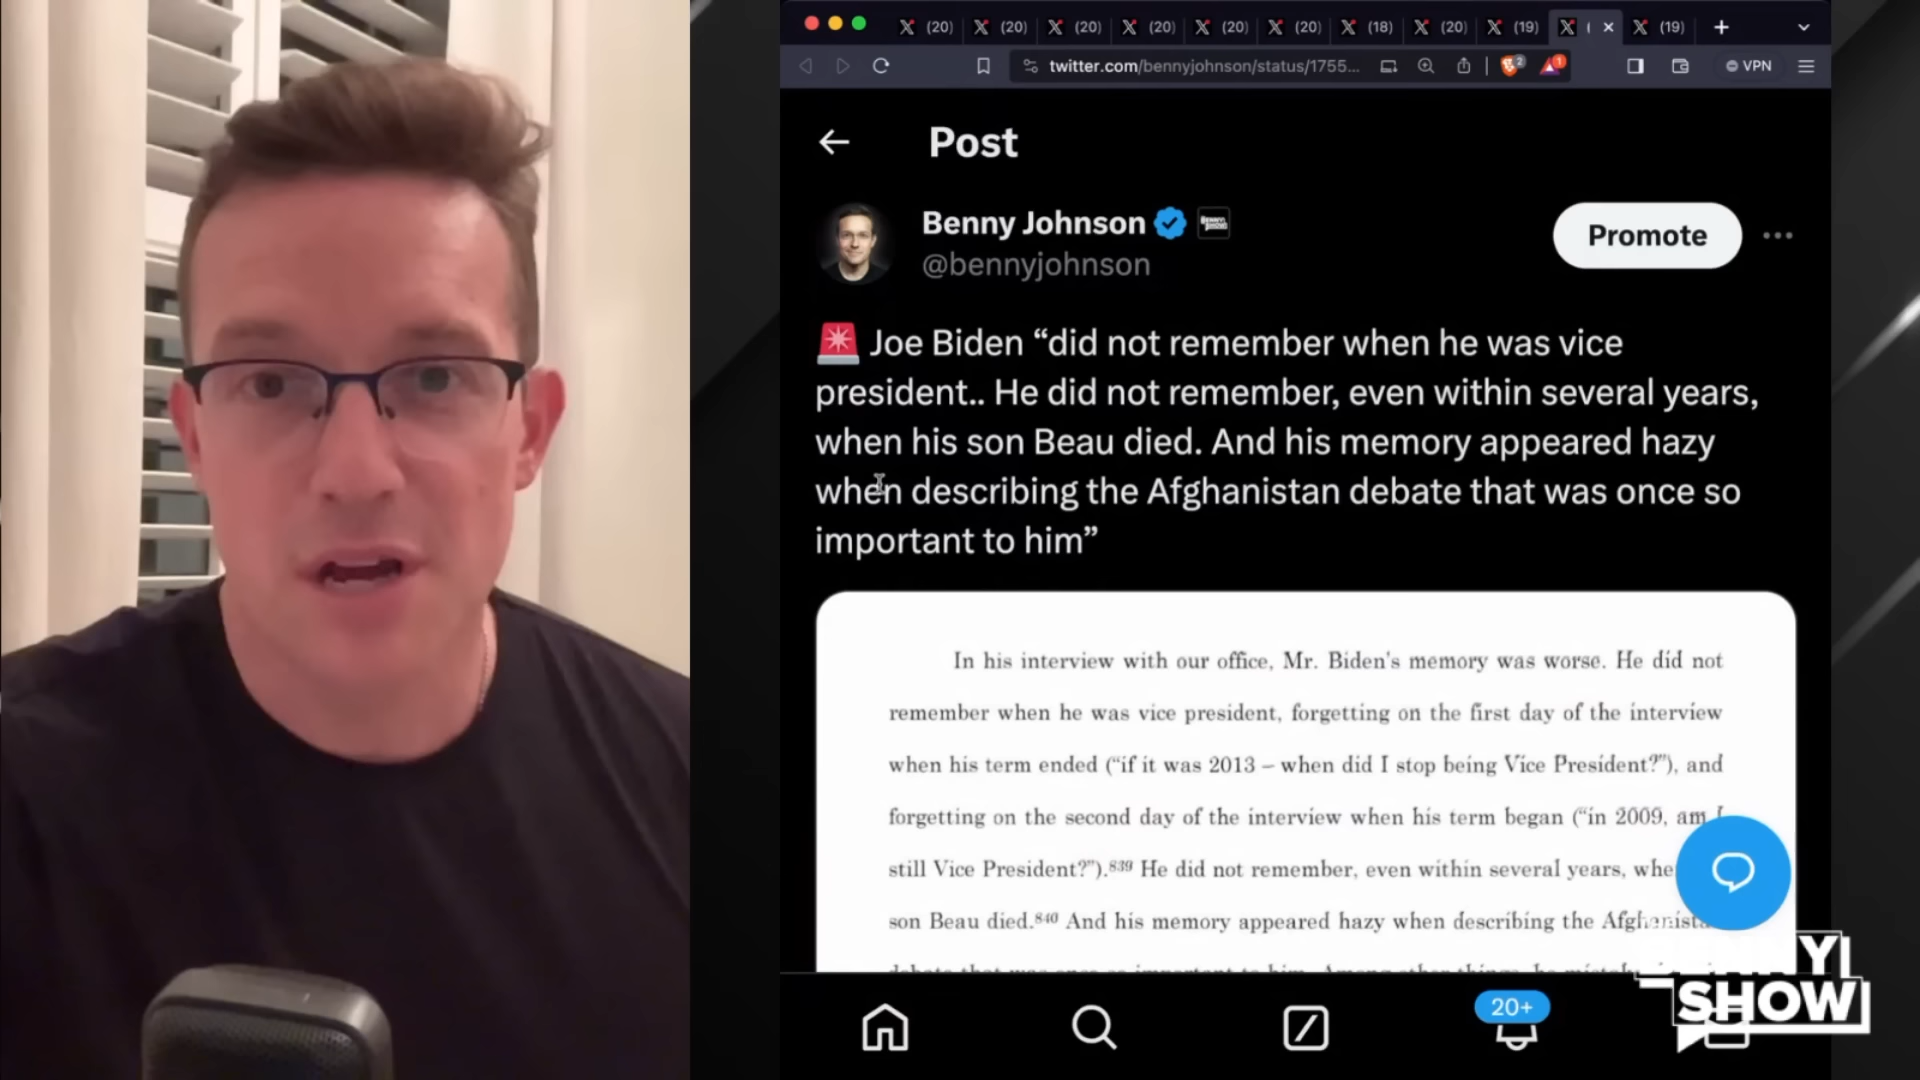 (20) (20) (20) (20) (20) (20) (18) (20) (19) ( (19)
twitter.com/bennyjohnson/status/1755... 2 1 VPN
Post
Benny Johnson
@bennyjohnson
Promote
Joe Biden “did not remember when he was vice
president.. He did not remember, even within several years,
when his son Beau died. And his memory appeared hazy
when describing the Afghanistan debate that was once so
important to him”
In his interview with our office, Mr. Biden's memory was worse. He did not
remember when he was vice president, forgetting on the first day of the interview
when his term ended (“if it was 2013 – when did I stop being Vice President?”), and
forgetting on the second day of the interview when his term began (“in 2009, am I
still Vice President?”).839 He did not remember, even within several years,
son Beau died.840 And his memory appeared hazy when describing the
20+
SHOW